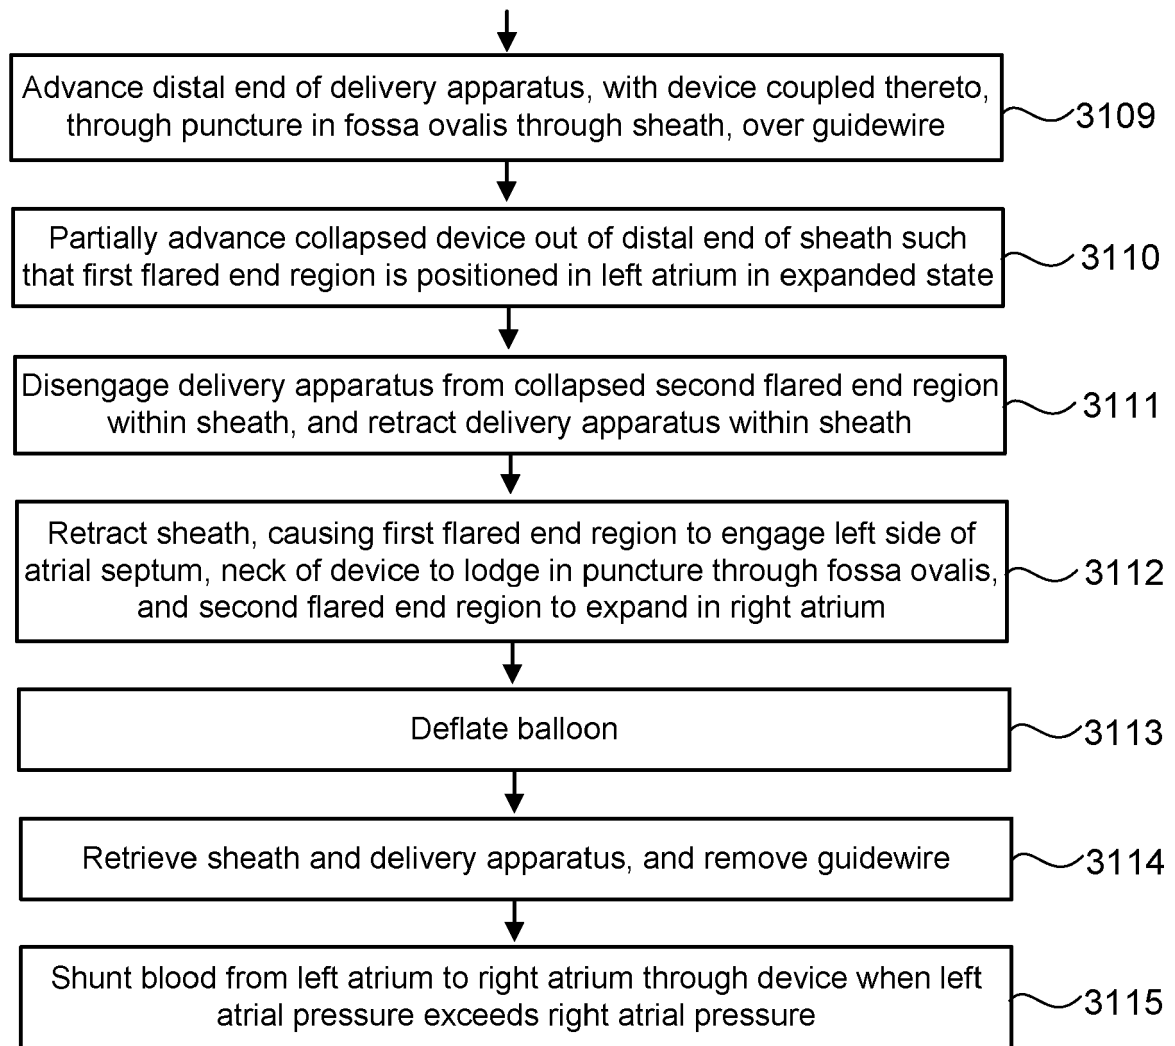 Advance distal end of delivery apparatus, with device coupled thereto,
through puncture in fossa ovalis through sheath, over guidewire
3109
Partially advance collapsed device out of distal end of sheath such
that first flared end region is positioned in left atrium in expanded state
3110
Disengage delivery apparatus from collapsed second flared end region
within sheath, and retract delivery apparatus within sheath
3111
Retract sheath, causing first flared end region to engage left side of
atrial septum, neck of device to lodge in puncture through fossa ovalis,
and second flared end region to expand in right atrium
3112
Deflate balloon
3113
Retrieve sheath and delivery apparatus, and remove guidewire
3114
Shunt blood from left atrium to right atrium through device when left
atrial pressure exceeds right atrial pressure
3115